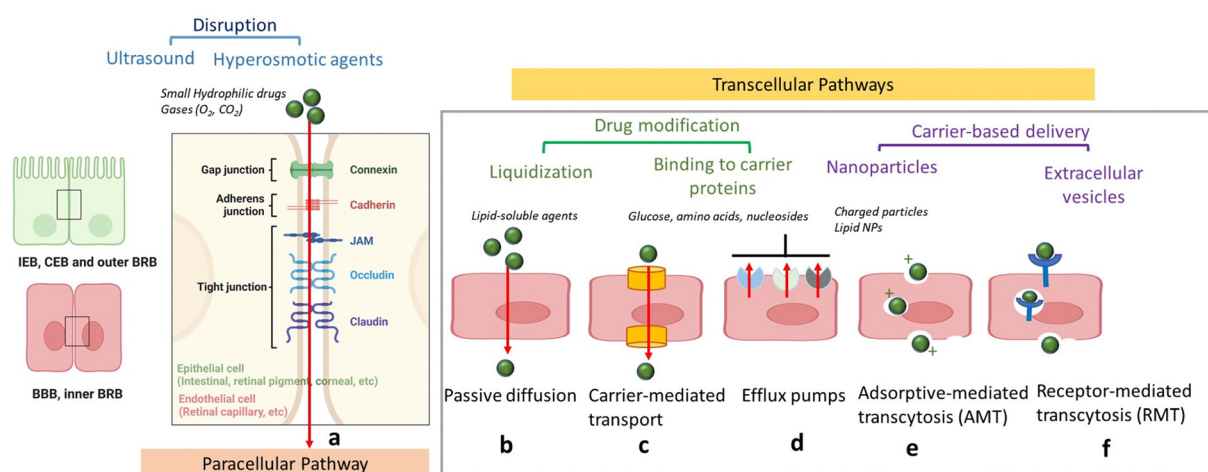 Disruption
Ultrasound
Hyperosmotic agents
Small Hydrophilic drugs
Gases (O₂, CO₂)
Gap junction
Connexin
Adherens
junction
Cadherin
JAM
Tight junction
Occludin
Claudin
Epithelial cell
(Intestinal, retinal pigment, corneal, etc)
Endothelial cell
(Retinal capillary, etc)
a
Paracellular Pathway
IEB, CEB and outer BRB
BBB, inner BRB
Transcellular Pathways
Drug modification
Liquidization
Binding to carrier
proteins
Carrier-based delivery
Nanoparticles
Extracellular
vesicles
Lipid-soluble agents
Glucose, amino acids, nucleosides
Charged particles
Lipid NPs
+
+
+
Passive diffusion
b
Carrier-mediated
transport
c
Efflux pumps
d
Adsorptive-mediated
transcytosis (AMT)
e
Receptor-mediated
transcytosis (RMT)
f